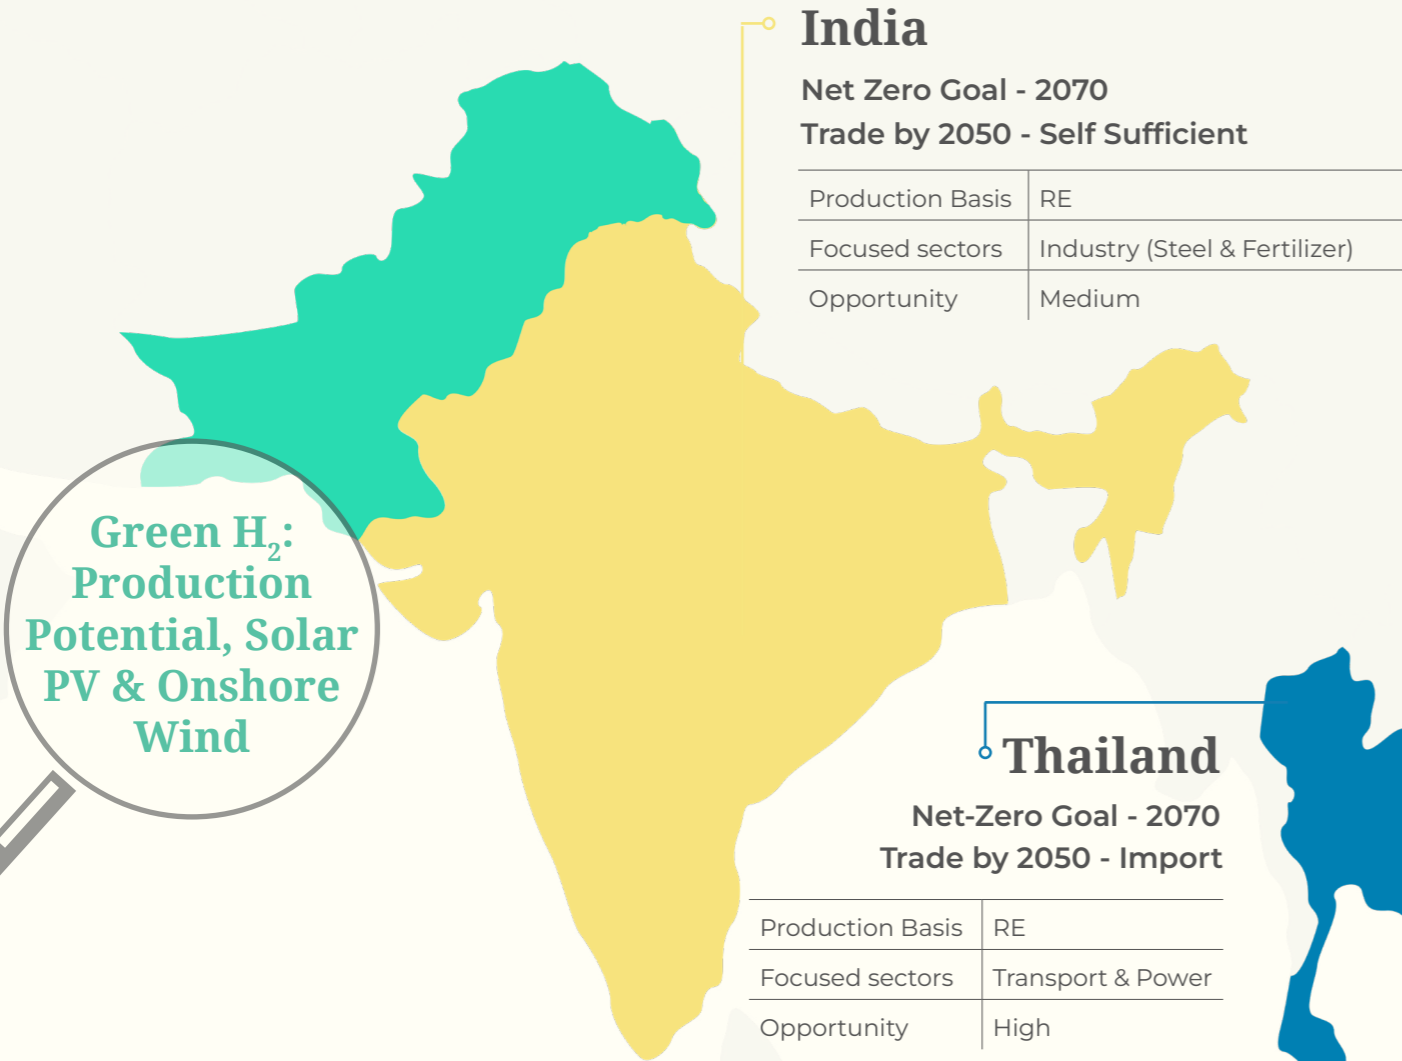 India
Net Zero Goal - 2070
Trade by 2050 - Self Sufficient
Production Basis RE
Focused sectors Industry (Steel & Fertilizer)
Opportunity Medium
Green H₂:
Production
Potential, Solar
PV & Onshore
Wind
Thailand
Net-Zero Goal - 2070
Trade by 2050 - Import
Production Basis RE
Focused sectors Transport & Power
Opportunity High